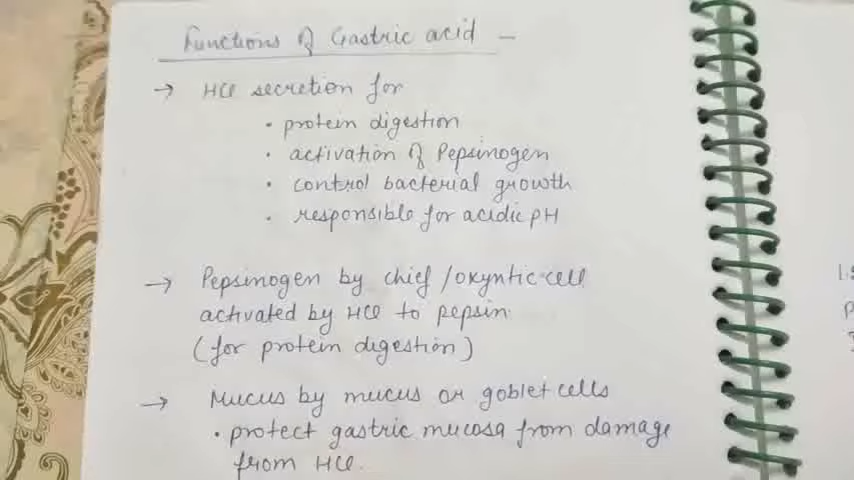 Functions of Gastric acid -
→ HCl secretion for
• protein digestion
• activation of Pepsinogen
• control bacterial growth
• responsible for acidic pH
→ Pepsinogen by chief / oxyntic cell
activated by HCl to pepsin
(for protein digestion)
→ Mucus by mucus or goblet cells
• protect gastric mucosa from damage
from HCl.